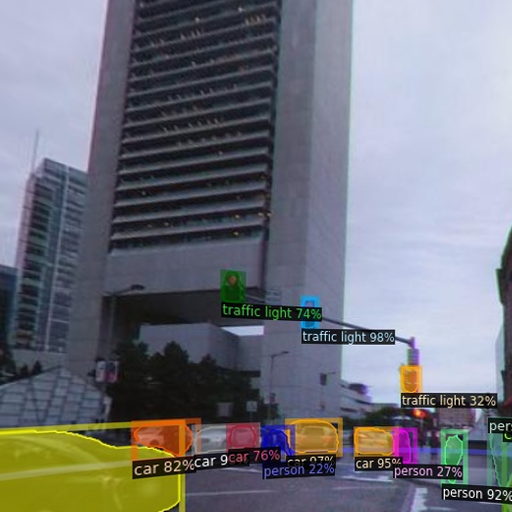 traffic light 74%
traffic light 98%
traffic light 32%
car 82%
car 9
car 76%
person 22%
car 97%
car 95%
person 27%
per
person 92%